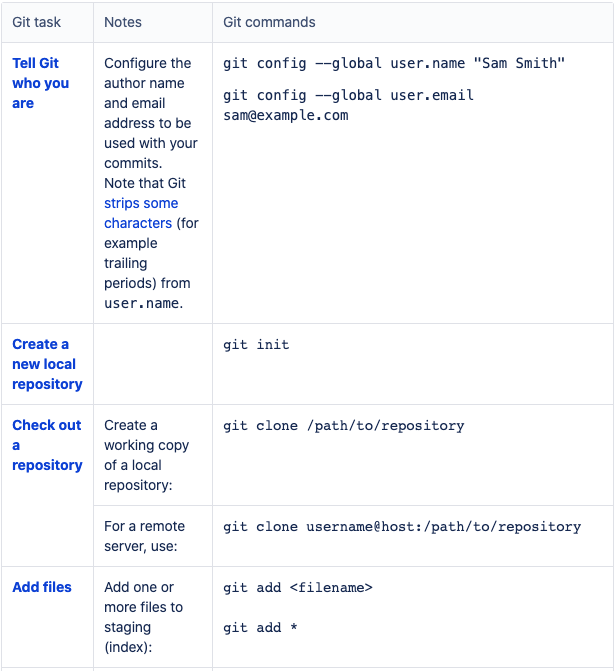 Git task
Notes
Git commands
Tell Git
who you
are
Configure the
author name
and email
address to be
used with your
commits.
Note that Git
strips some
characters (for
example
trailing
periods) from
user.name.
git config --global user.name "Sam Smith"
git config --global user.email
sam@example.com
Create a
new local
repository
git init
Check out
a
repository
Create a
working copy
of a local
repository:
git clone /path/to/repository
For a remote
server, use:
git clone username@host:/path/to/repository
Add files
Add one or
more files to
staging
(index):
git add <filename>
git add *